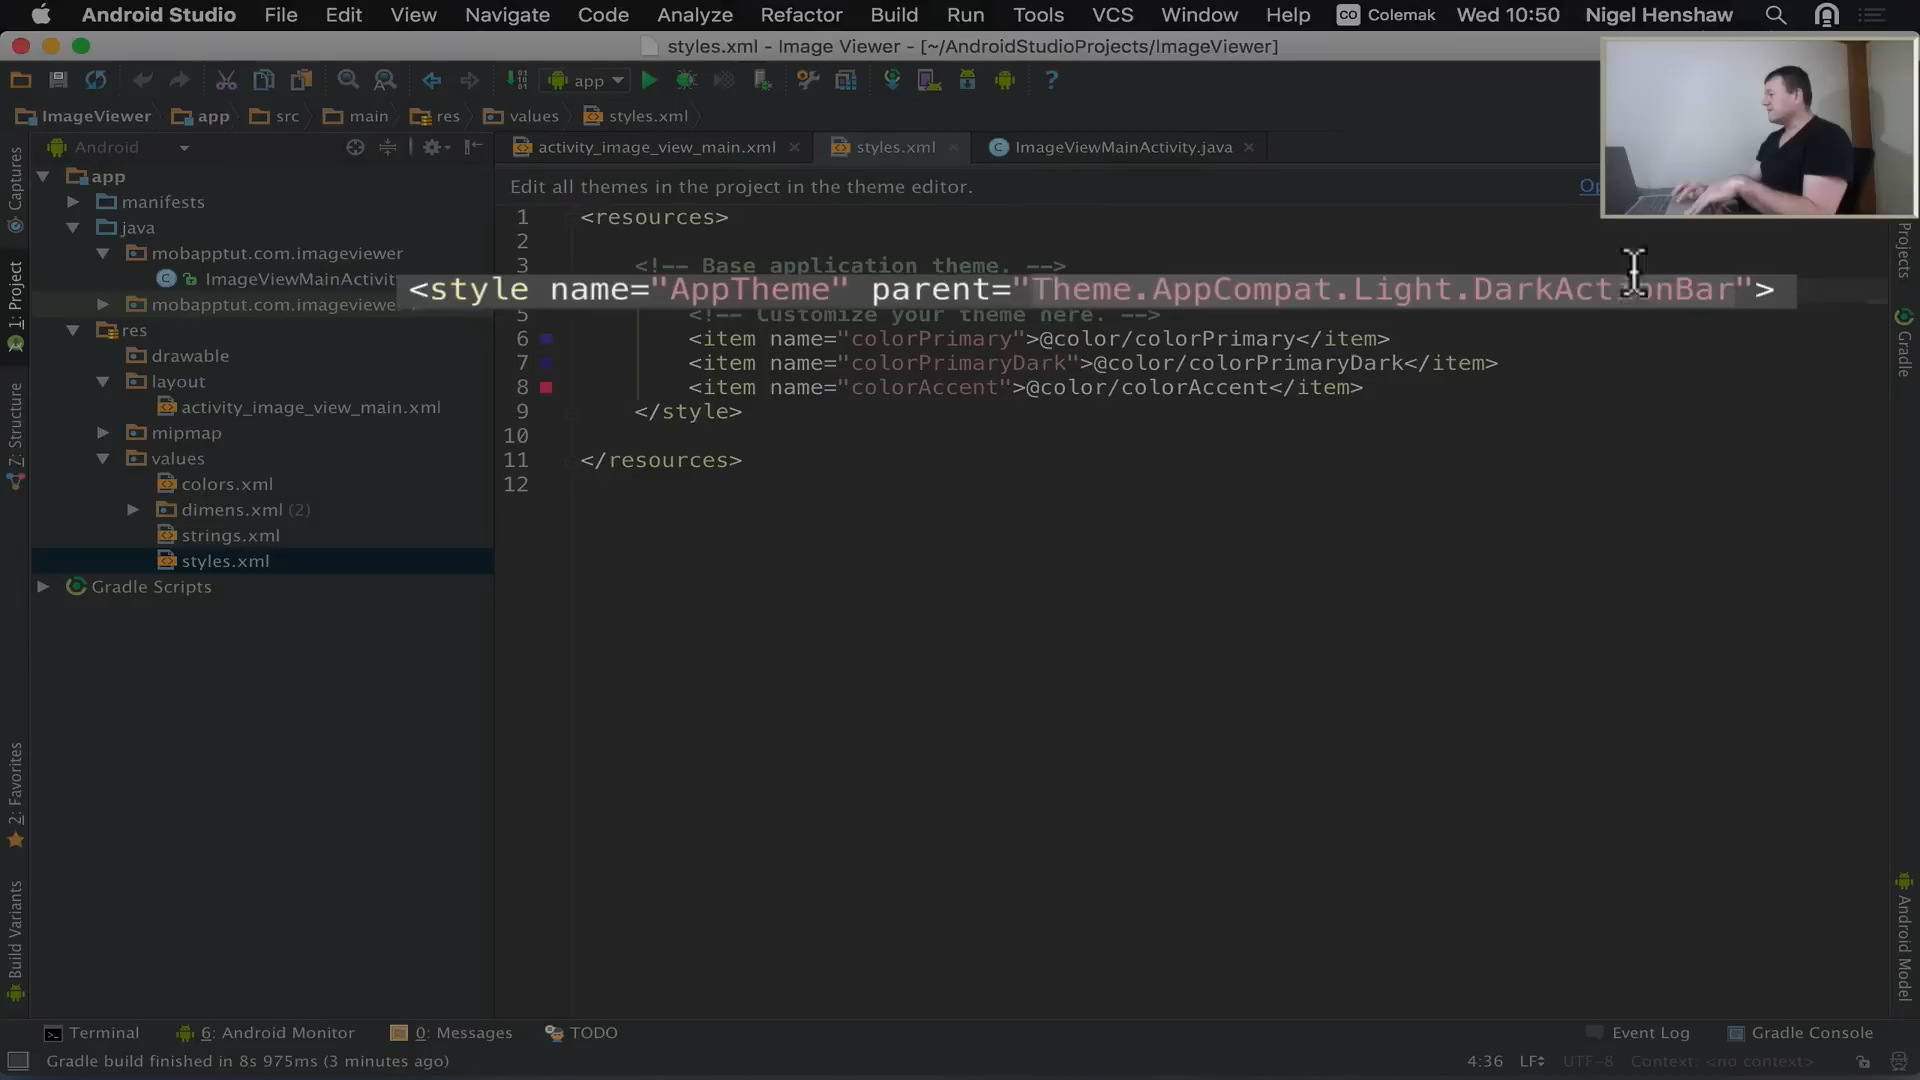 Android Studio File Edit View Navigate Code Analyze Refactor Build Run Tools VCS Window Help CO Colemak Wed 10:50 Nigel Henshaw
styles.xml - Image Viewer - [~/AndroidStudioProjects/ImageViewer]
app
ImageViewer app src main res values styles.xml
Android
activity_image_view_main.xml styles.xml ImageViewMainActivity.java
Edit all themes in the project in the theme editor.
app
manifests
java
mobapptut.com.imageviewer
ImageViewMainActivit
mobapptut.com.imageviewe
res
drawable
layout
activity_image_view_main.xml
mipmap
values
colors.xml
dimens.xml (2)
strings.xml
styles.xml
Gradle Scripts
1 <resources>
2
3 <!-- Base application theme. -->
<style name="AppTheme" parent="Theme.AppCompat.Light.DarkActionBar">
5 <!-- Customize your theme here. -->
6 <item name="colorPrimary">@color/colorPrimary</item>
7 <item name="colorPrimaryDark">@color/colorPrimaryDark</item>
8 <item name="colorAccent">@color/colorAccent</item>
9 </style>
10
11 </resources>
12
Captures
1: Project
7: Structure
2: Favorites
Build Variants
Projects
Gradle
Android Model
Terminal 6: Android Monitor 0: Messages TODO Event Log Gradle Console
Gradle build finished in 8s 975ms (3 minutes ago) 4:36 LF UTF-8 Context: <no context>